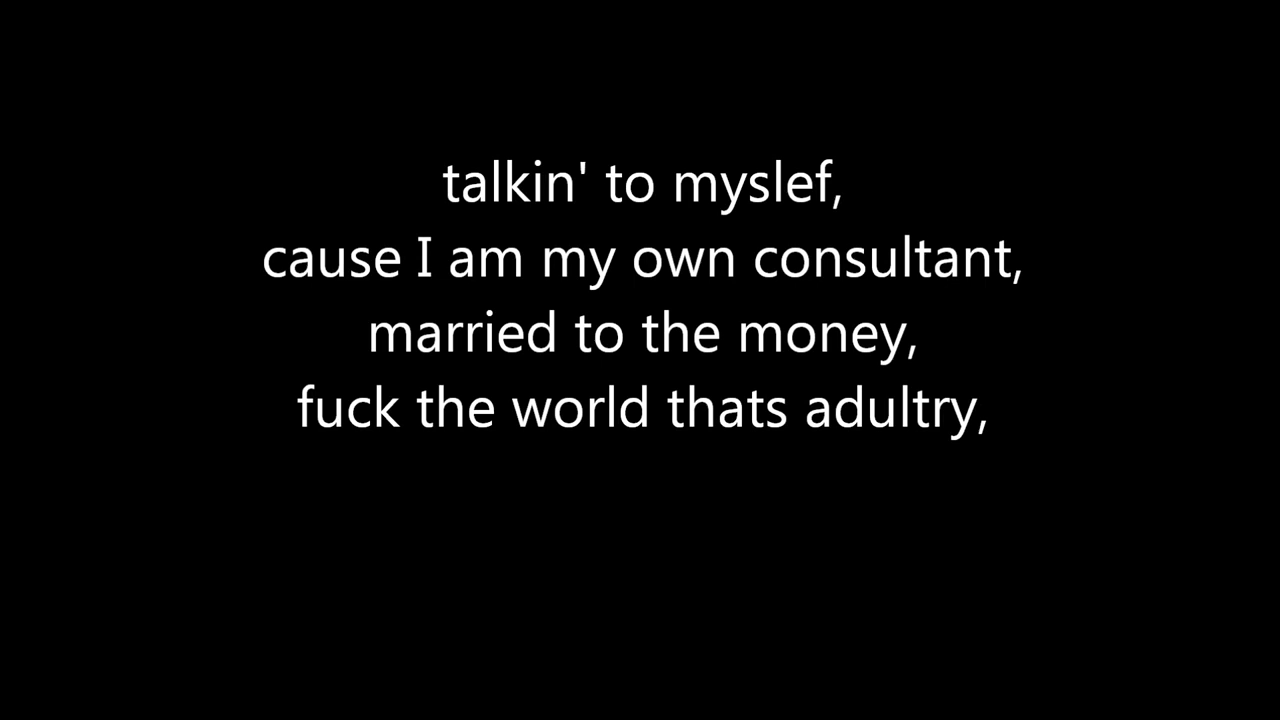 talkin' to myslef,
cause I am my own consultant,
married to the money,
fuck the world thats adultry,